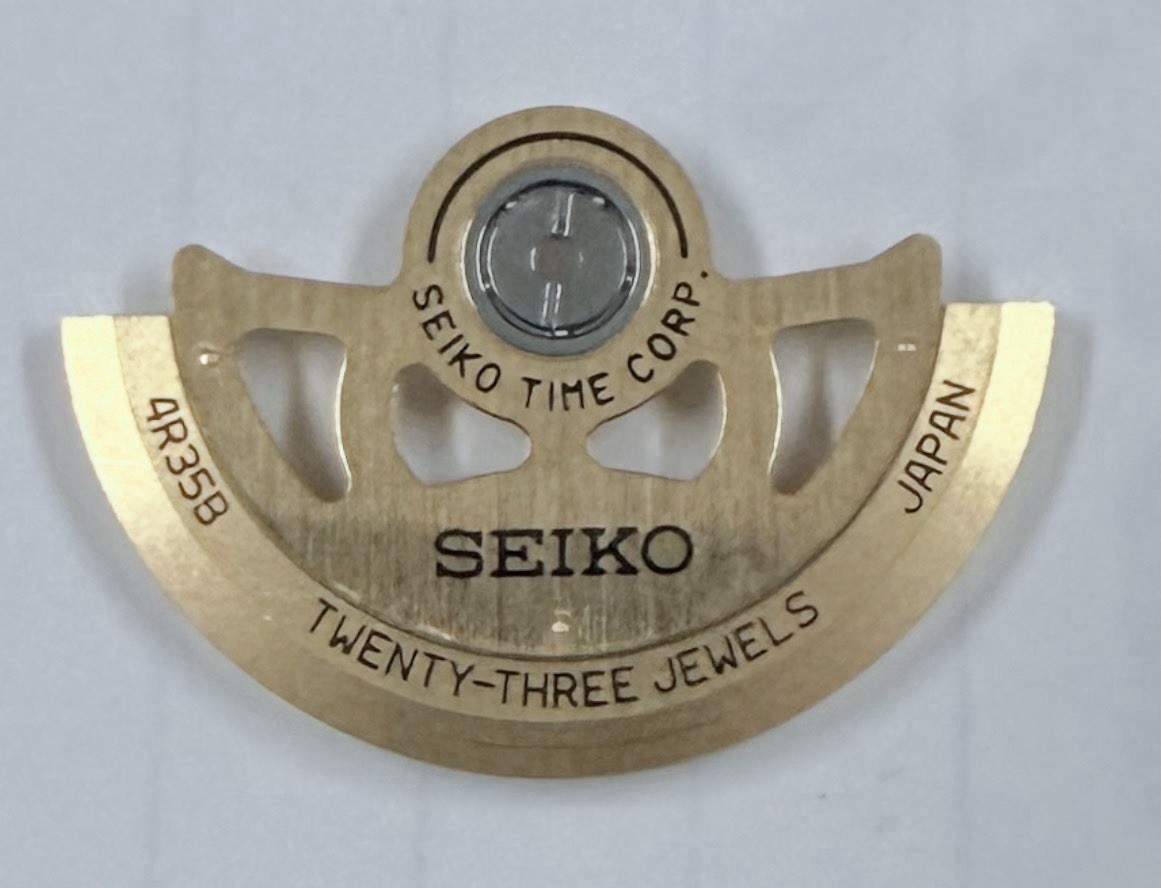 SEIKO TIME CORP.
SEIKO
4R35B
TWENTY-THREE JEWELS
JAPAN